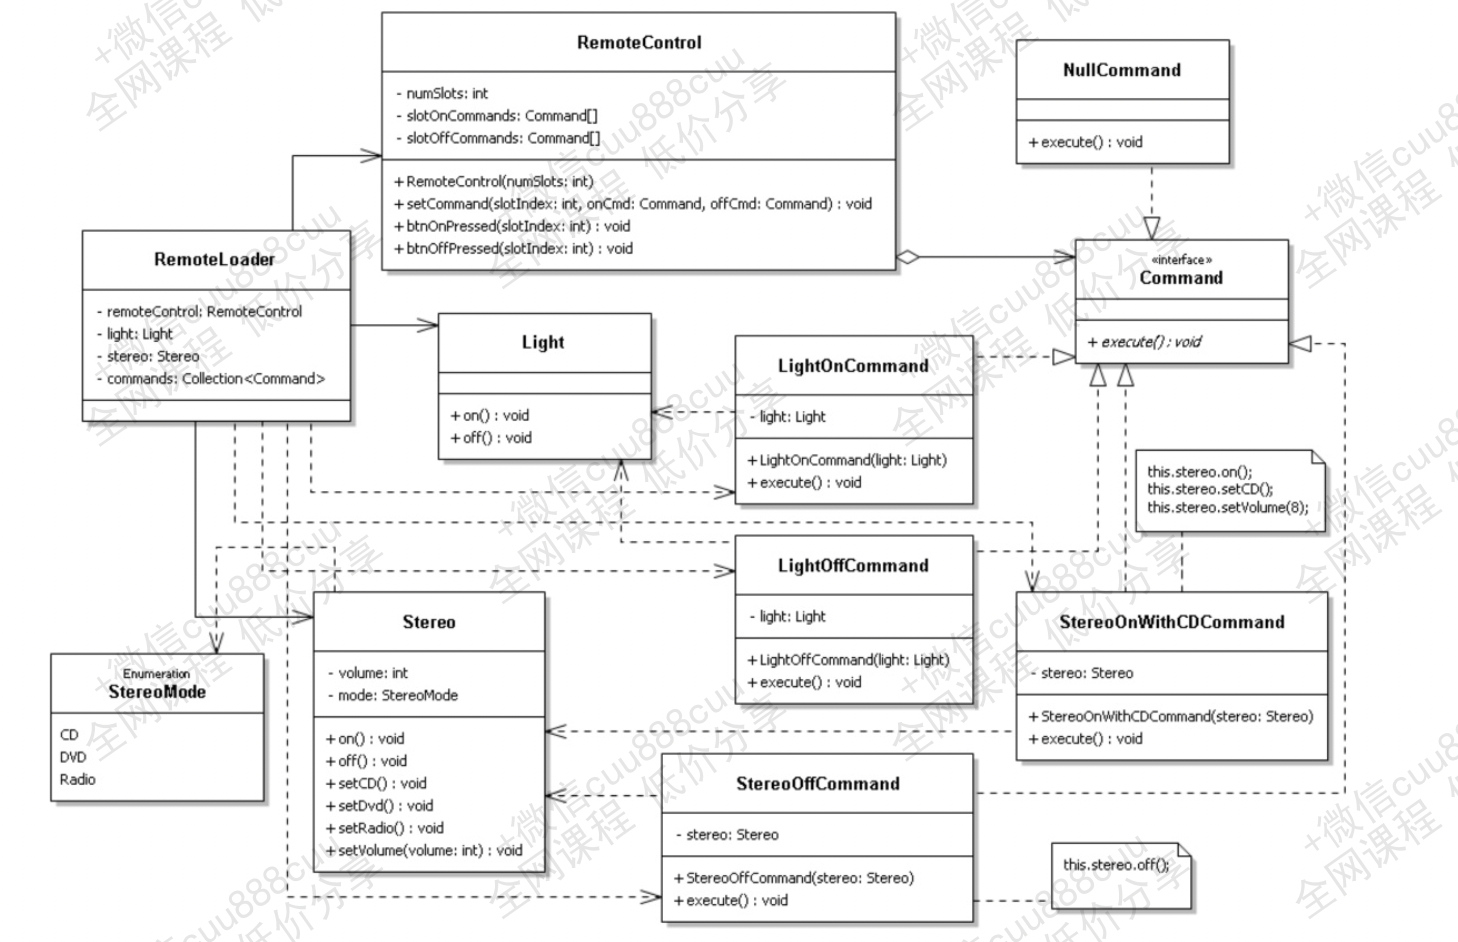 RemoteControl
- numSlots: int
- slotOnCommands: Command[]
- slotOffCommands: Command[]
+ RemoteControl(numSlots: int)
+ setCommand(slotIndex: int, onCmd: Command, offCmd: Command) : void
+ btnOnPressed(slotIndex: int) : void
+ btnOffPressed(slotIndex: int) : void
NullCommand
+ execute() : void
RemoteLoader
- remoteControl: RemoteControl
- light: Light
- stereo: Stereo
- commands: Collection<Command>
«interface»
Command
+ execute() : void
Light
+ on() : void
+ off() : void
LightOnCommand
- light: Light
+ LightOnCommand(light: Light)
+ execute() : void
this.stereo.on();
this.stereo.setCD();
this.stereo.setVolume(8);
LightOffCommand
- light: Light
+ LightOffCommand(light: Light)
+ execute() : void
Stereo
- volume: int
- mode: StereoMode
+ on() : void
+ off() : void
+ setCD() : void
+ setDvd() : void
+ setRadio() : void
+ setVolume(volume: int) : void
StereoOnWithCDCommand
- stereo: Stereo
+ StereoOnWithCDCommand(stereo: Stereo)
+ execute() : void
Enumeration
StereoMode
CD
DVD
Radio
StereoOffCommand
- stereo: Stereo
+ StereoOffCommand(stereo: Stereo)
+ execute() : void
this.stereo.off();
+微信cuu888cuu
全网课程 低价分享